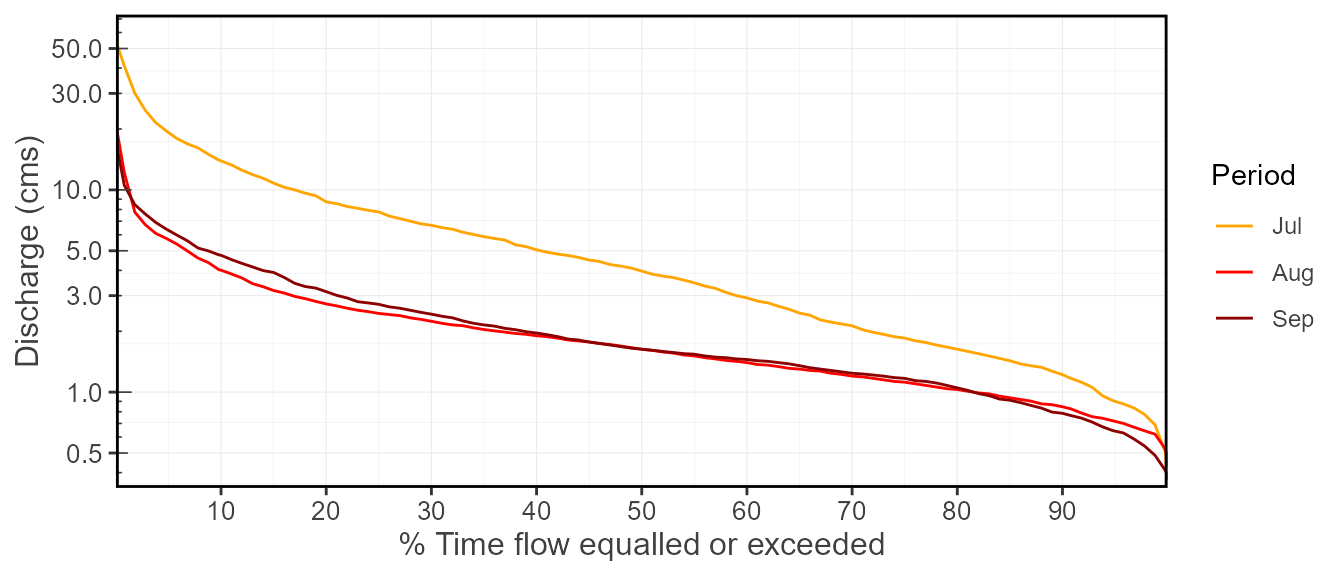 Discharge (cms)
50.0
30.0
10.0
5.0
3.0
1.0
0.5
10 20 30 40 50 60 70 80 90
% Time flow equalled or exceeded
Period
Jul
Aug
Sep